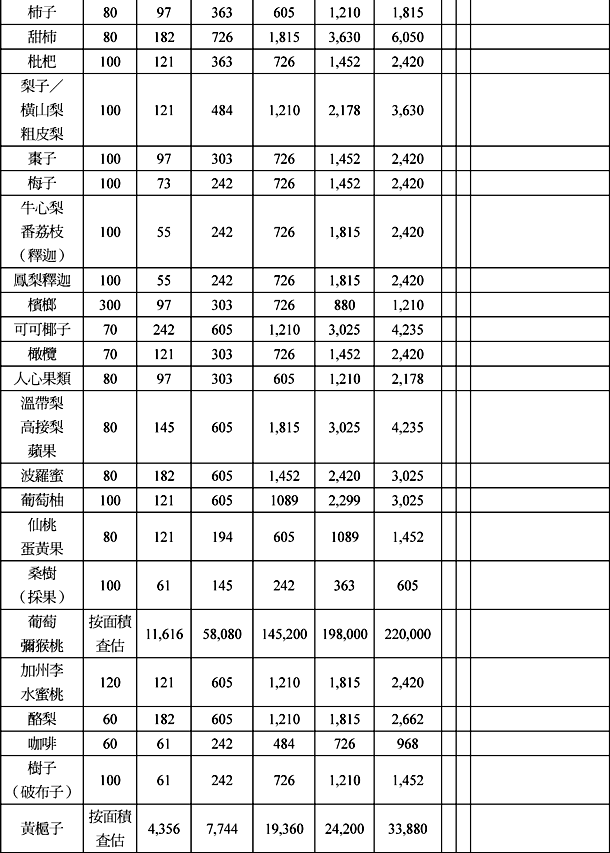 柿子 80 97 363 605 1,210 1,815
甜柿 80 182 726 1,815 3,630 6,050
枇杷 100 121 363 726 1,452 2,420
梨子／
橫山梨 100 121 484 1,210 2,178 3,630
粗皮梨
棗子 100 97 303 726 1,452 2,420
梅子 100 73 242 726 1,452 2,420
牛心梨
番荔枝 100 55 242 726 1,815 2,420
（釋迦）
鳳梨釋迦 100 55 242 726 1,815 2,420
檳榔 300 97 303 726 880 1,210
可可椰子 70 242 605 1,210 3,025 4,235
橄欖 70 121 303 726 1,452 2,420
人心果類 80 97 303 605 1,210 2,178
溫帶梨
高接梨 80 145 605 1,815 3,025 4,235
蘋果
波羅蜜 80 182 605 1,452 2,420 3,025
葡萄柚 100 121 605 1089 2,299 3,025
仙桃
蛋黃果 80 121 194 605 1089 1,452
桑樹
（採果） 100 61 145 242 363 605
葡萄
彌猴桃 按面積
查估 11,616 58,080 145,200 198,000 220,000
加州李
水蜜桃 120 121 605 1,210 1,815 2,420
酪梨 60 182 605 1,210 1,815 2,662
咖啡 60 61 242 484 726 968
樹子
（破布子） 100 61 242 726 1,210 1,452
黃梔子 按面積
查估 4,356 7,744 19,360 24,200 33,880